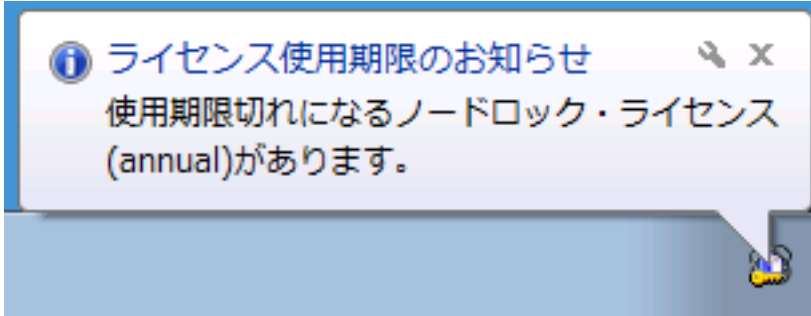 ライセンス使用期限のお知らせ
使用期限切れになるノードロック・ライセンス
(annual)があります。